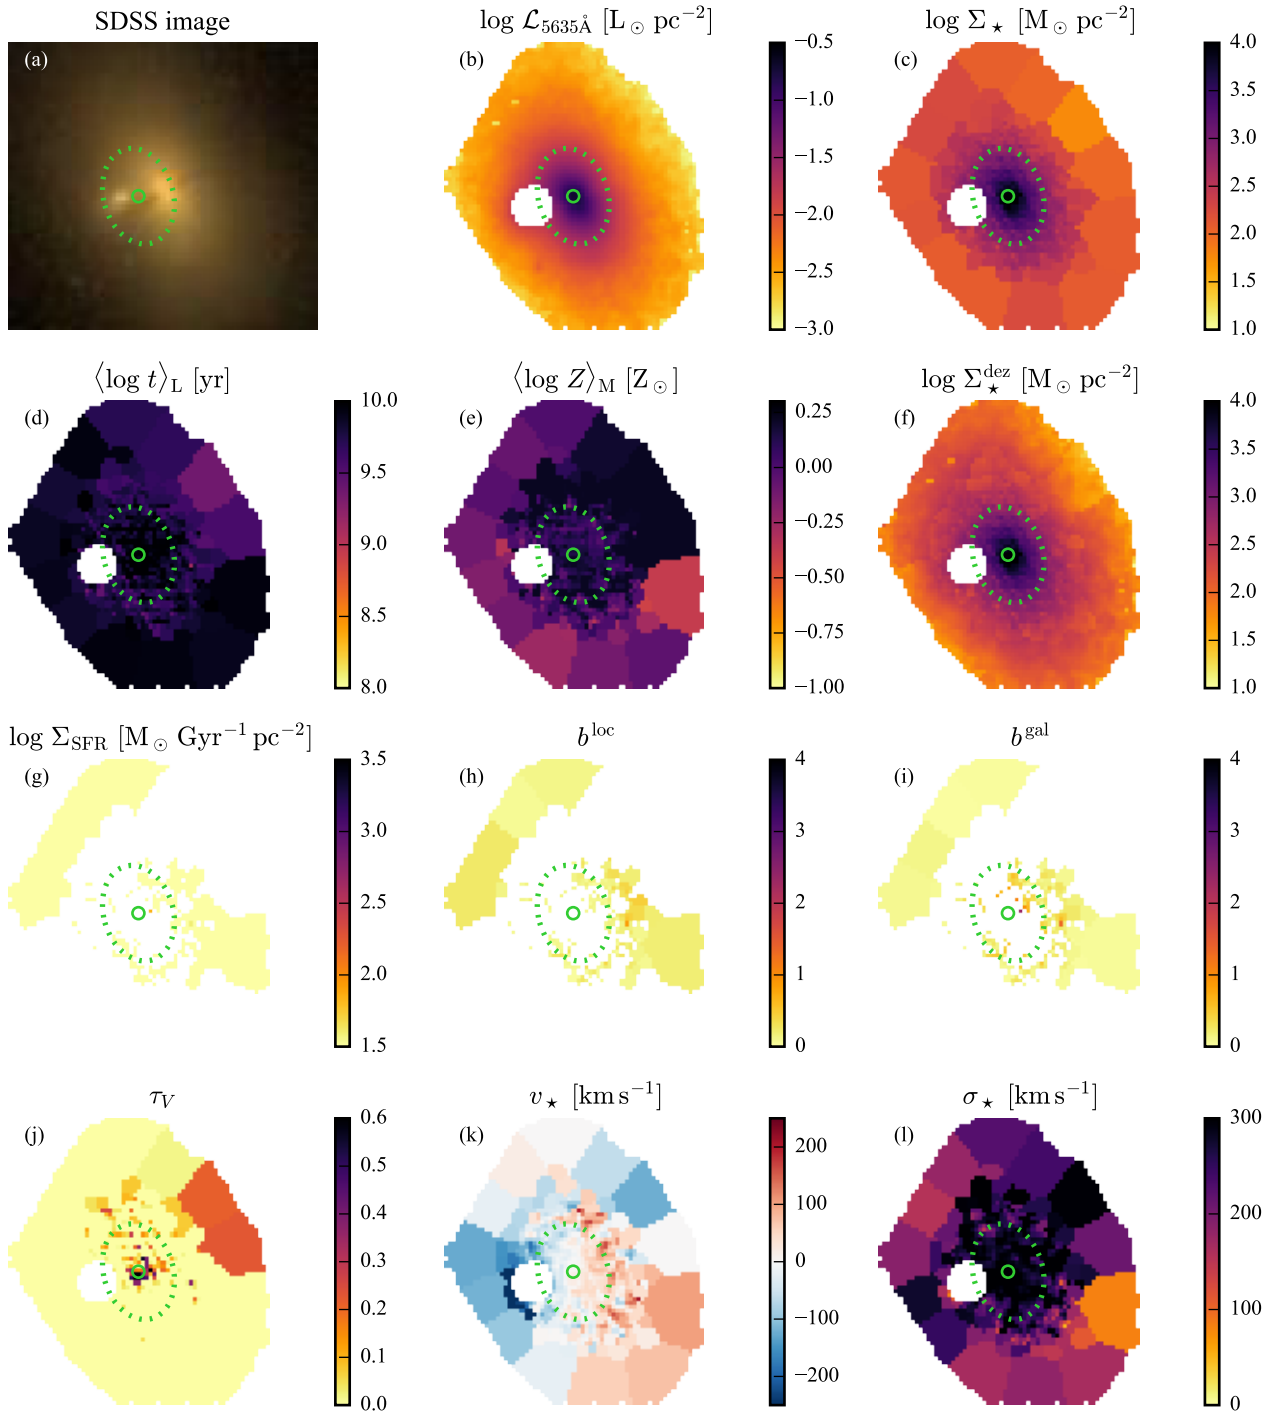 SDSS image
log ℒ₅₆₃₅Å [L⊙ pc⁻²]
log Σ⋆ [M⊙ pc⁻²]
(a)
(b)
−0.5
−1.0
−1.5
−2.0
−2.5
−3.0
(c)
4.0
3.5
3.0
2.5
2.0
1.5
1.0
⟨log t⟩L [yr]
⟨log Z⟩M [Z⊙]
log Σ⋆ᵈᵉᶻ [M⊙ pc⁻²]
(d)
10.0
9.5
9.0
8.5
8.0
(e)
0.25
0.00
−0.25
−0.50
−0.75
−1.00
(f)
4.0
3.5
3.0
2.5
2.0
1.5
1.0
log ΣSFR [M⊙ Gyr⁻¹ pc⁻²]
bˡᵒᶜ
bᵍᵃˡ
(g)
3.5
3.0
2.5
2.0
1.5
(h)
4
3
2
1
0
(i)
4
3
2
1
0
τV
v⋆ [km s⁻¹]
σ⋆ [km s⁻¹]
(j)
0.6
0.5
0.4
0.3
0.2
0.1
0.0
(k)
200
100
0
−100
−200
(l)
300
200
100
0